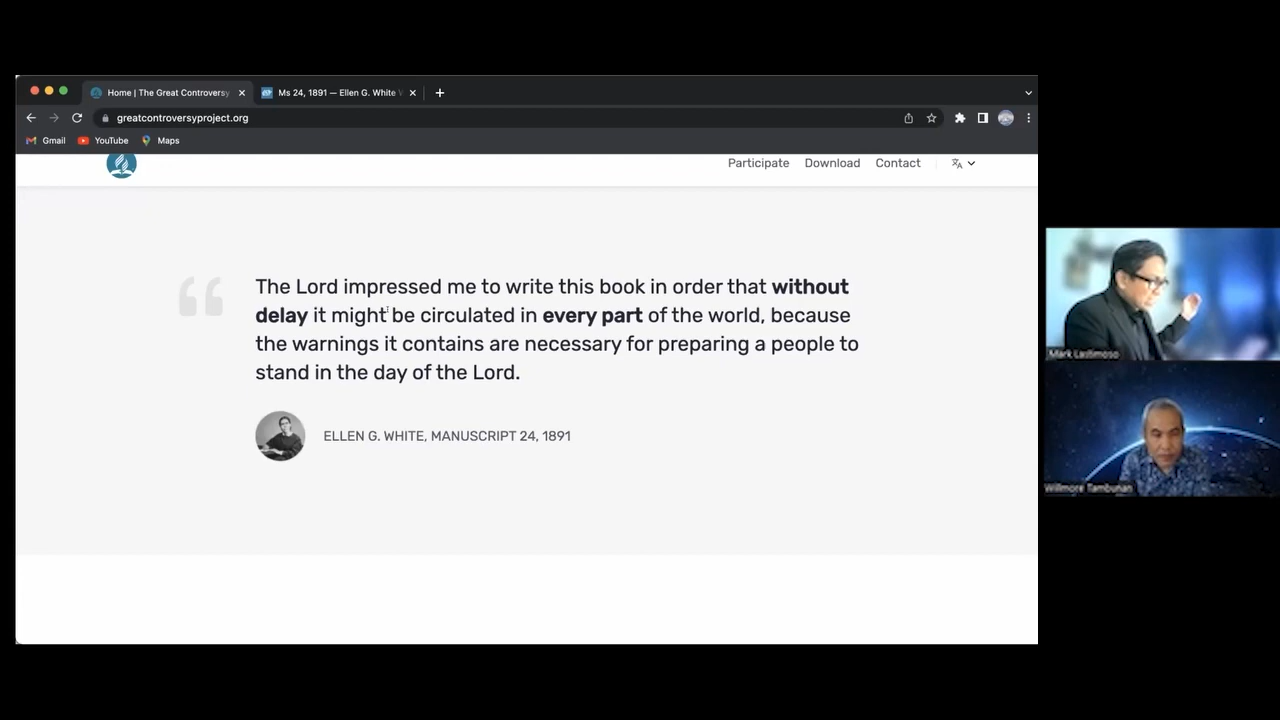 Home | The Great Controversy
Ms 24, 1891 — Ellen G. White
greatcontroversyproject.org
Gmail
YouTube
Maps
Participate
Download
Contact
The Lord impressed me to write this book in order that without
delay it might be circulated in every part of the world, because
the warnings it contains are necessary for preparing a people to
stand in the day of the Lord.
ELLEN G. WHITE, MANUSCRIPT 24, 1891
Mark Lastimoso
Willmore Tambunan